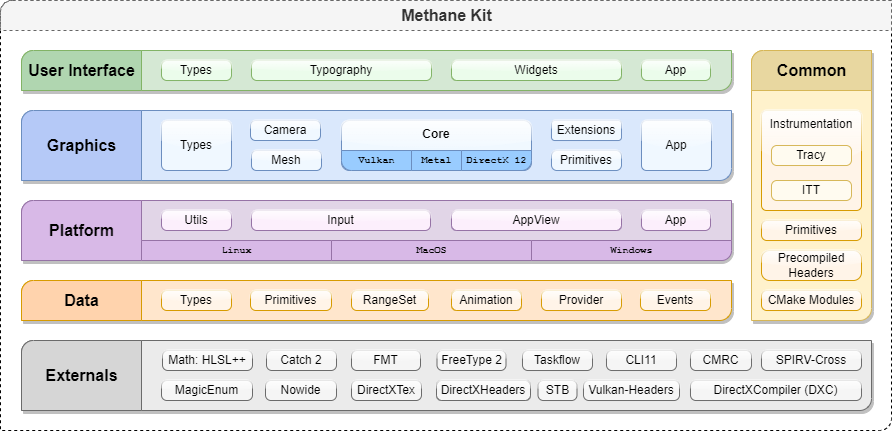 Methane Kit
User Interface
Types
Typography
Widgets
App
Common
Graphics
Types
Camera
Mesh
Core
Vulkan
Metal
DirectX 12
Extensions
Primitives
App
Instrumentation
Tracy
ITT
Platform
Utils
Input
AppView
App
Linux
MacOS
Windows
Primitives
Precompiled
Headers
CMake Modules
Data
Types
Primitives
RangeSet
Animation
Provider
Events
Externals
Math: HLSL++
Catch 2
FMT
FreeType 2
Taskflow
CLI11
CMRC
SPIRV-Cross
MagicEnum
Nowide
DirectXTex
DirectXHeaders
STB
Vulkan-Headers
DirectXCompiler (DXC)